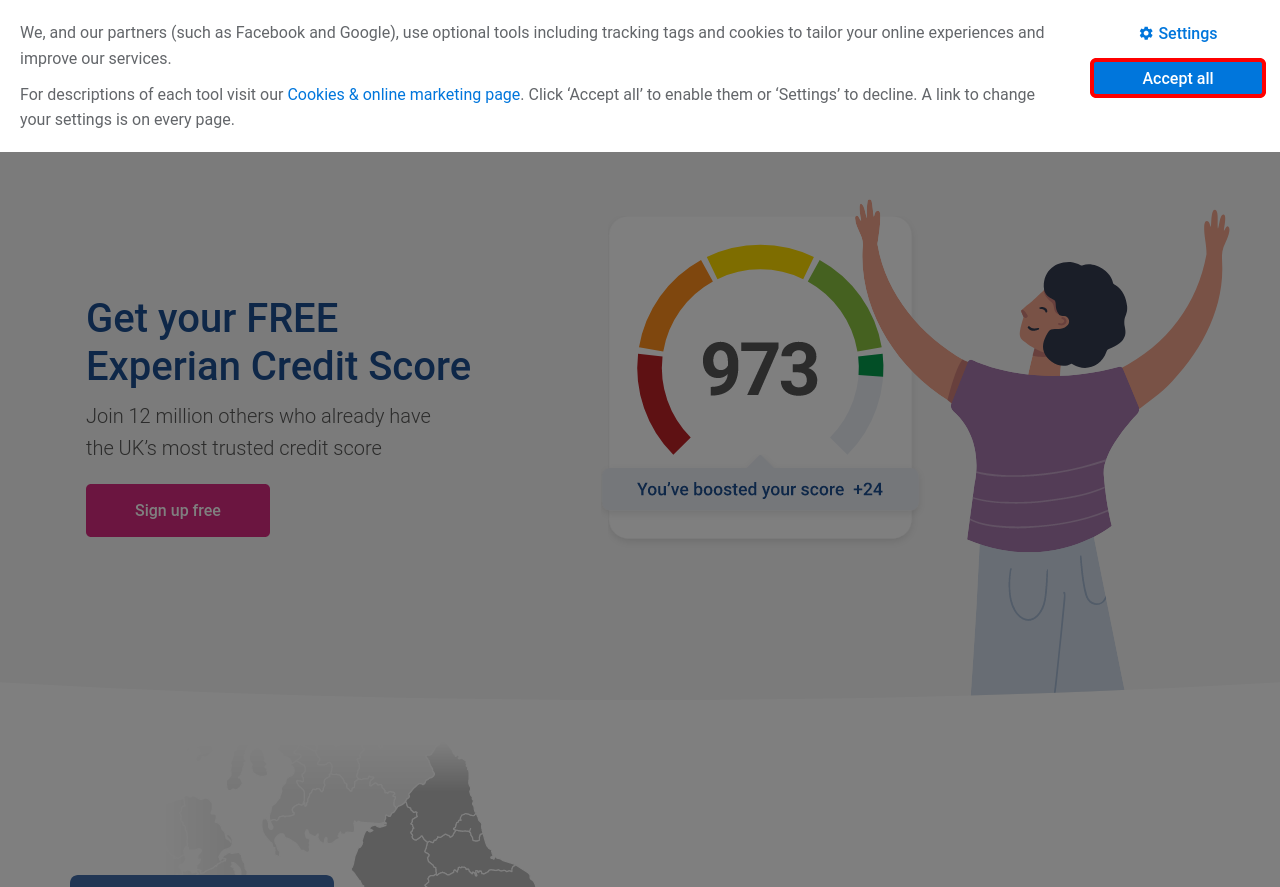 We, and our partners (such as Facebook and Google), use optional tools including tracking tags and cookies to tailor your online experiences and
improve our services.
For descriptions of each tool visit our Cookies & online marketing page. Click ‘Accept all’ to enable them or ‘Settings’ to decline. A link to change
your settings is on every page.
Settings
Accept all
Get your FREE
Experian Credit Score
Join 12 million others who already have
the UK’s most trusted credit score
Sign up free
973
You’ve boosted your score +24